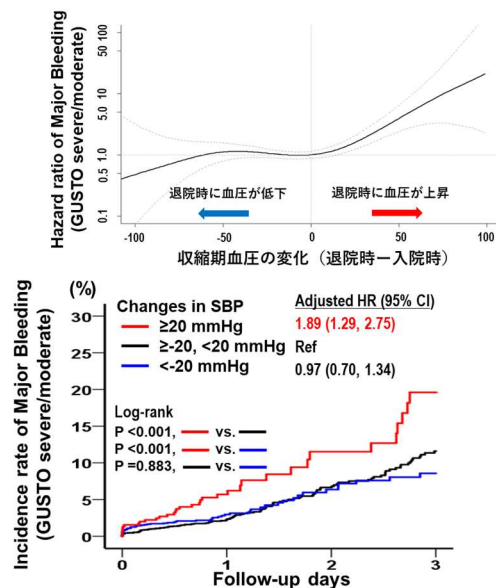 Hazard ratio of Major Bleeding
(GUSTO severe/moderate)
100
50
10.0
5.0
1.0
0.5
0.1
退院時に血圧が低下
退院時に血圧が上昇
-100
-50
0
50
100
収縮期血圧の変化（退院時ー入院時）
Incidence rate of Major Bleeding
(GUSTO severe/moderate)
(%)
30
25
20
15
10
5
0
Changes in SBP
≥20 mmHg
≥-20, <20 mmHg
<-20 mmHg
Adjusted HR (95% CI)
1.89 (1.29, 2.75)
Ref
0.97 (0.70, 1.34)
Log-rank
P <0.001, vs.
P <0.001, vs.
P =0.883, vs.
0
1
2
3
Follow-up days